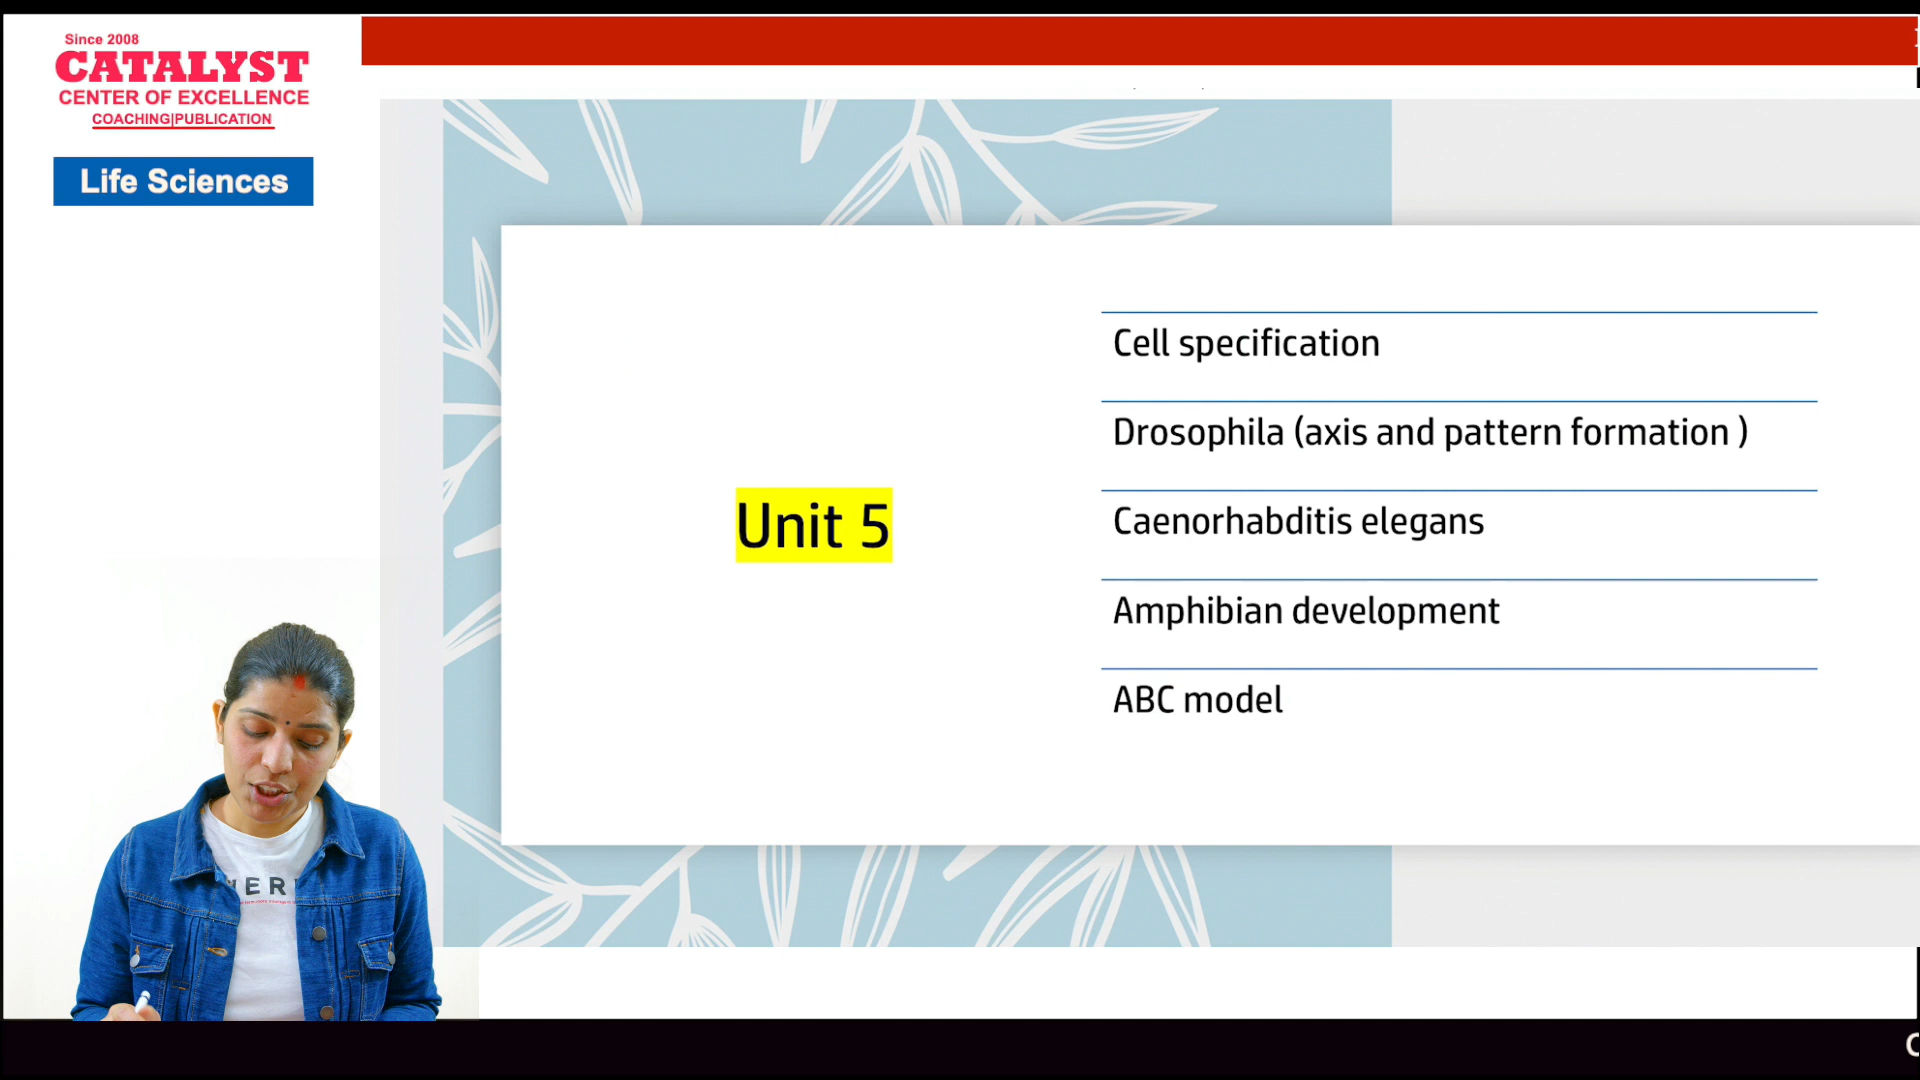 Since 2008
CATALYST
CENTER OF EXCELLENCE
COACHING|PUBLICATION
Life Sciences
Cell specification
Drosophila (axis and pattern formation )
Caenorhabditis elegans
Unit 5
Amphibian development
ABC model